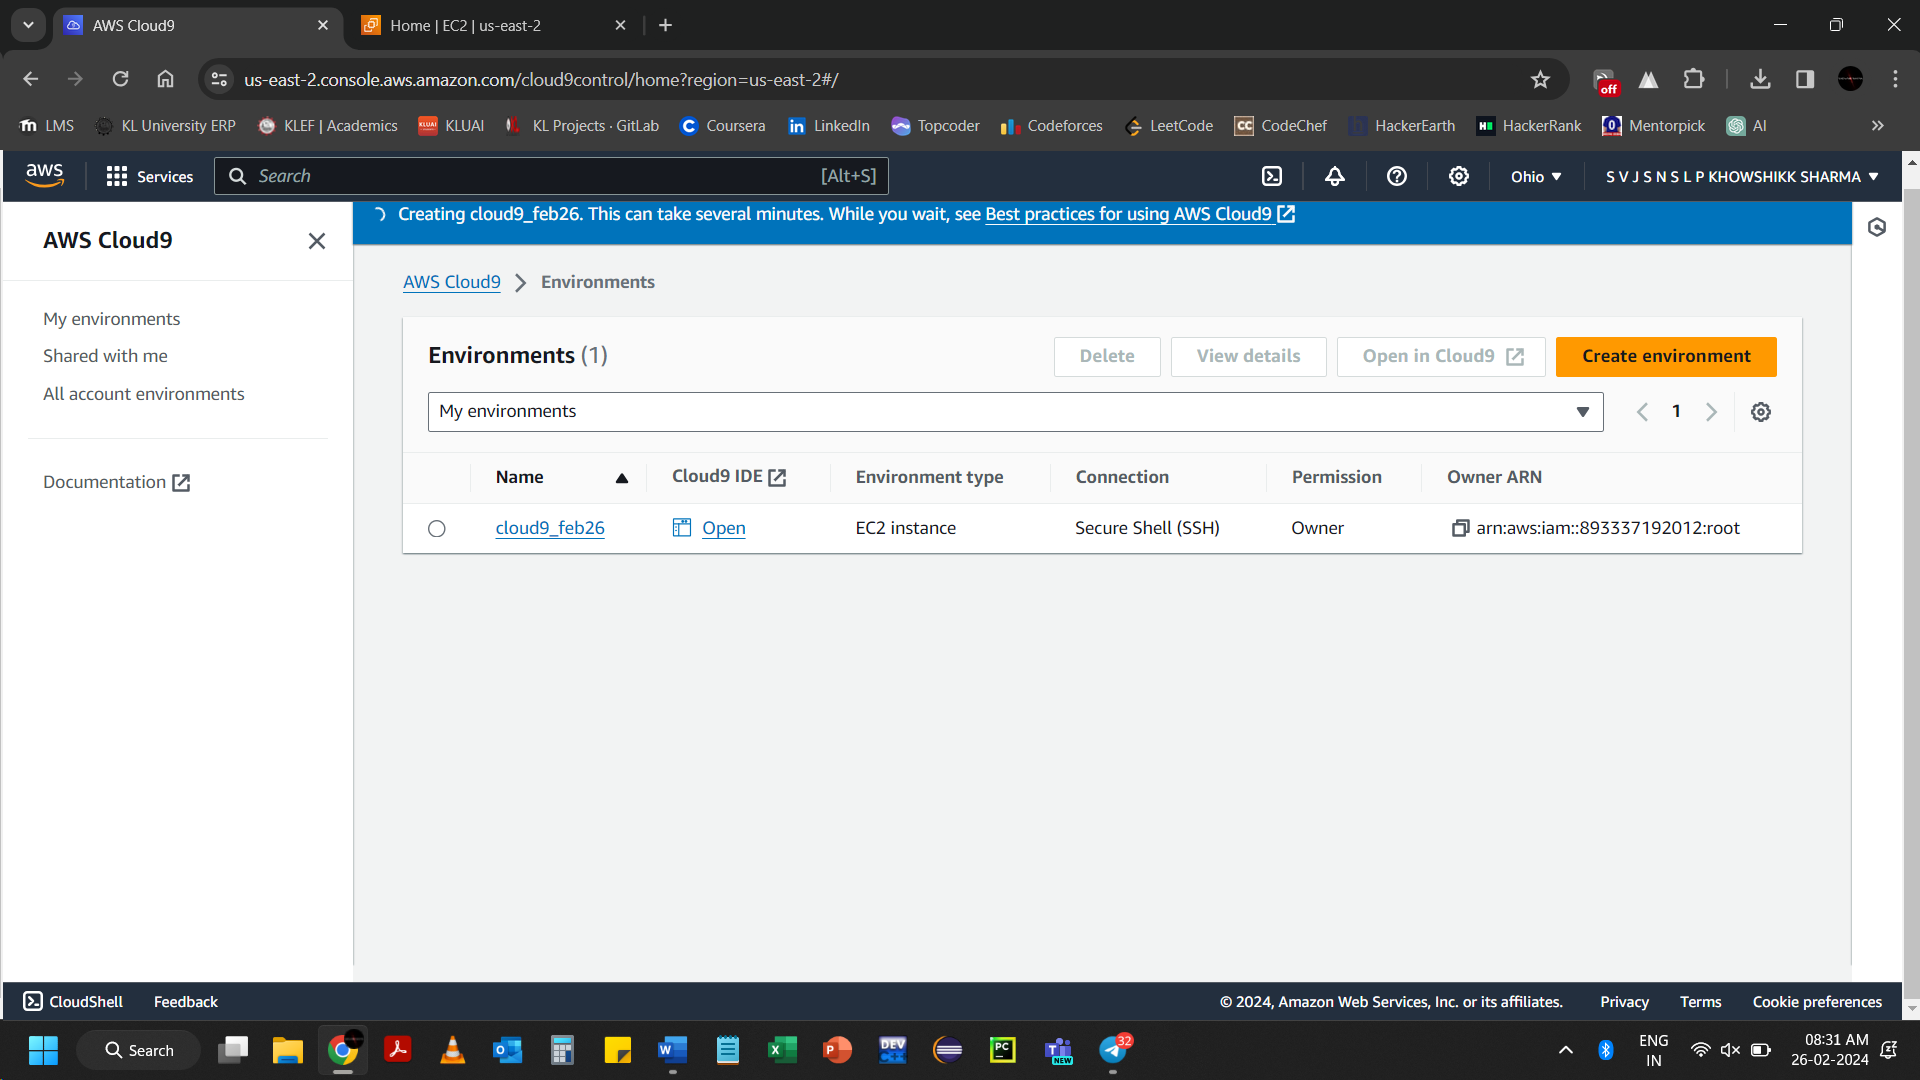 AWS Cloud9
Home | EC2 | us-east-2
us-east-2.console.aws.amazon.com/cloud9control/home?region=us-east-2#/
off
LMS
KL University ERP
KLEF | Academics
KLUAI
KL Projects · GitLab
Coursera
LinkedIn
Topcoder
Codeforces
LeetCode
CodeChef
HackerEarth
HackerRank
Mentorpick
AI
aws
Services
Search
[Alt+S]
Ohio
S V J S N S L P KHOWSHIKK SHARMA
Creating cloud9_feb26. This can take several minutes. While you wait, see Best practices for using AWS Cloud9
AWS Cloud9
My environments
Shared with me
All account environments
Documentation
AWS Cloud9 > Environments
Environments (1)
Delete
View details
Open in Cloud9
Create environment
My environments
1
Name Cloud9 IDE Environment type Connection Permission Owner ARN
cloud9_feb26 Open EC2 instance Secure Shell (SSH) Owner arn:aws:iam::893337192012:root
CloudShell
Feedback
© 2024, Amazon Web Services, Inc. or its affiliates.
Privacy
Terms
Cookie preferences
Search
DEV
PC
NEW
32
ENG
IN
08:31 AM
26-02-2024